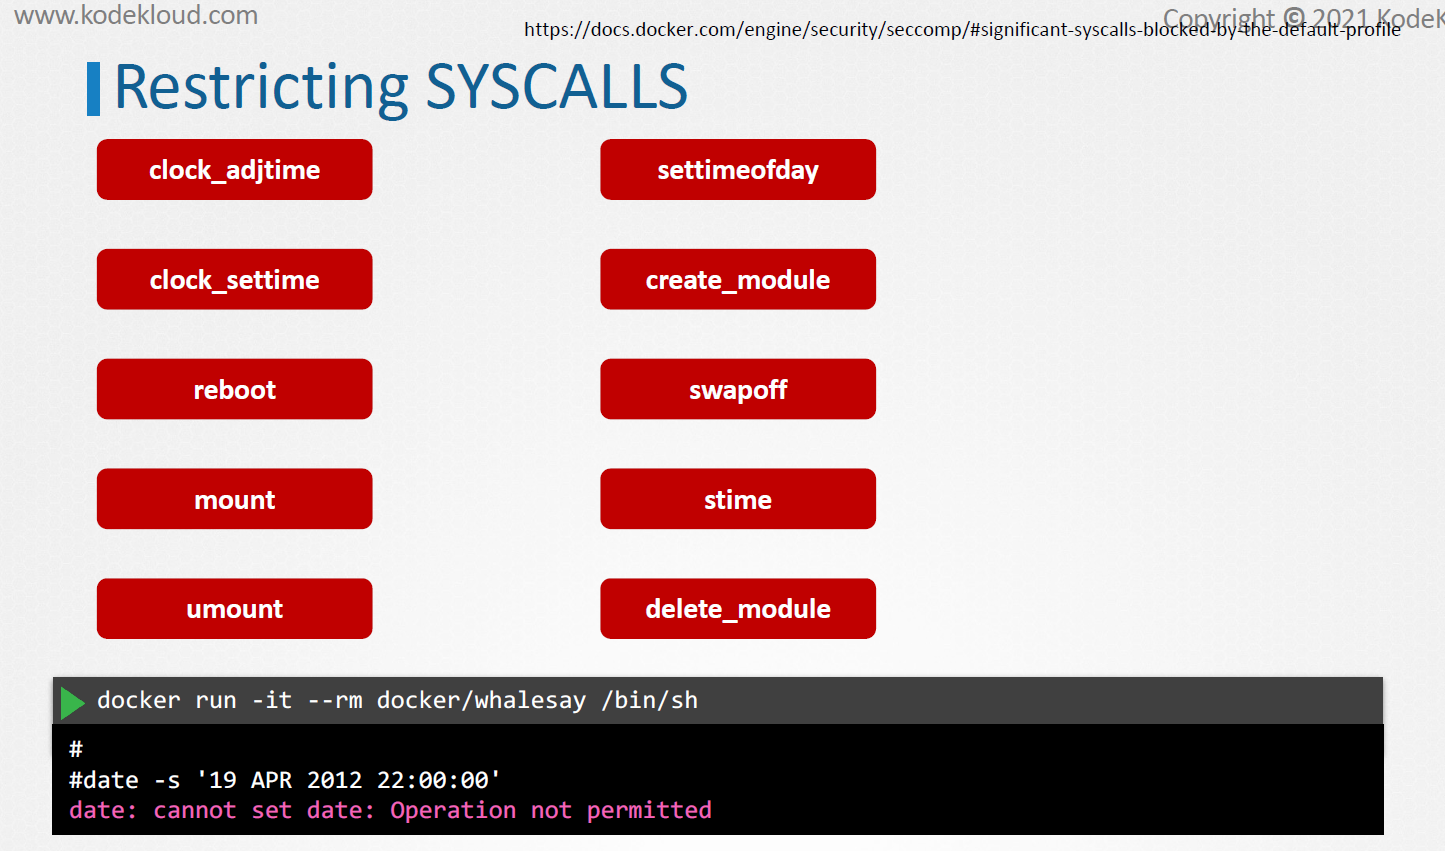 www.kodekloud.com
Copyright © 2021 KodeK
https://docs.docker.com/engine/security/seccomp/#significant-syscalls-blocked-by-the-default-profile
Restricting SYSCALLS
clock_adjtime
settimeofday
clock_settime
create_module
reboot
swapoff
mount
stime
umount
delete_module
docker run -it --rm docker/whalesay /bin/sh
#
#date -s '19 APR 2012 22:00:00'
date: cannot set date: Operation not permitted